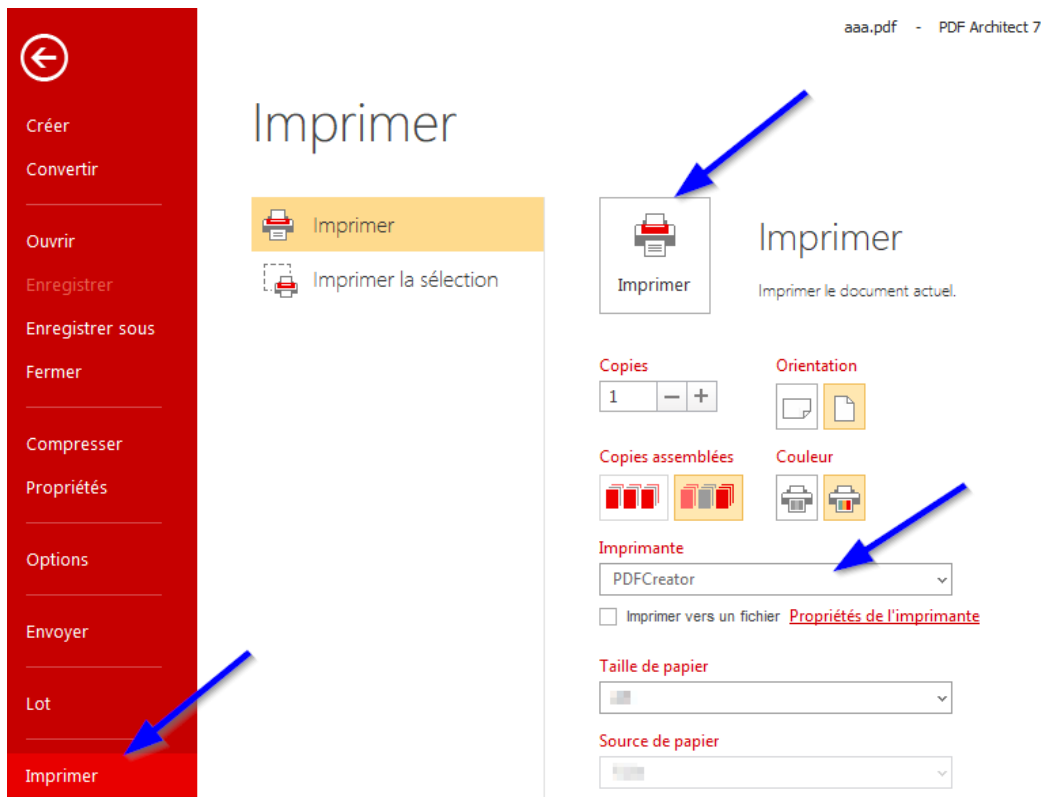 aaa.pdf - PDF Architect 7
Créer
Convertir
Ouvrir
Enregistrer
Enregistrer sous
Fermer
Compresser
Propriétés
Options
Envoyer
Lot
Imprimer
Imprimer
Imprimer
Imprimer la sélection
Imprimer
Imprimer
Imprimer le document actuel.
Copies
1
Orientation
Copies assemblées
Couleur
Imprimante
PDFCreator
Imprimer vers un fichier Propriétés de l'imprimante
Taille de papier
Source de papier